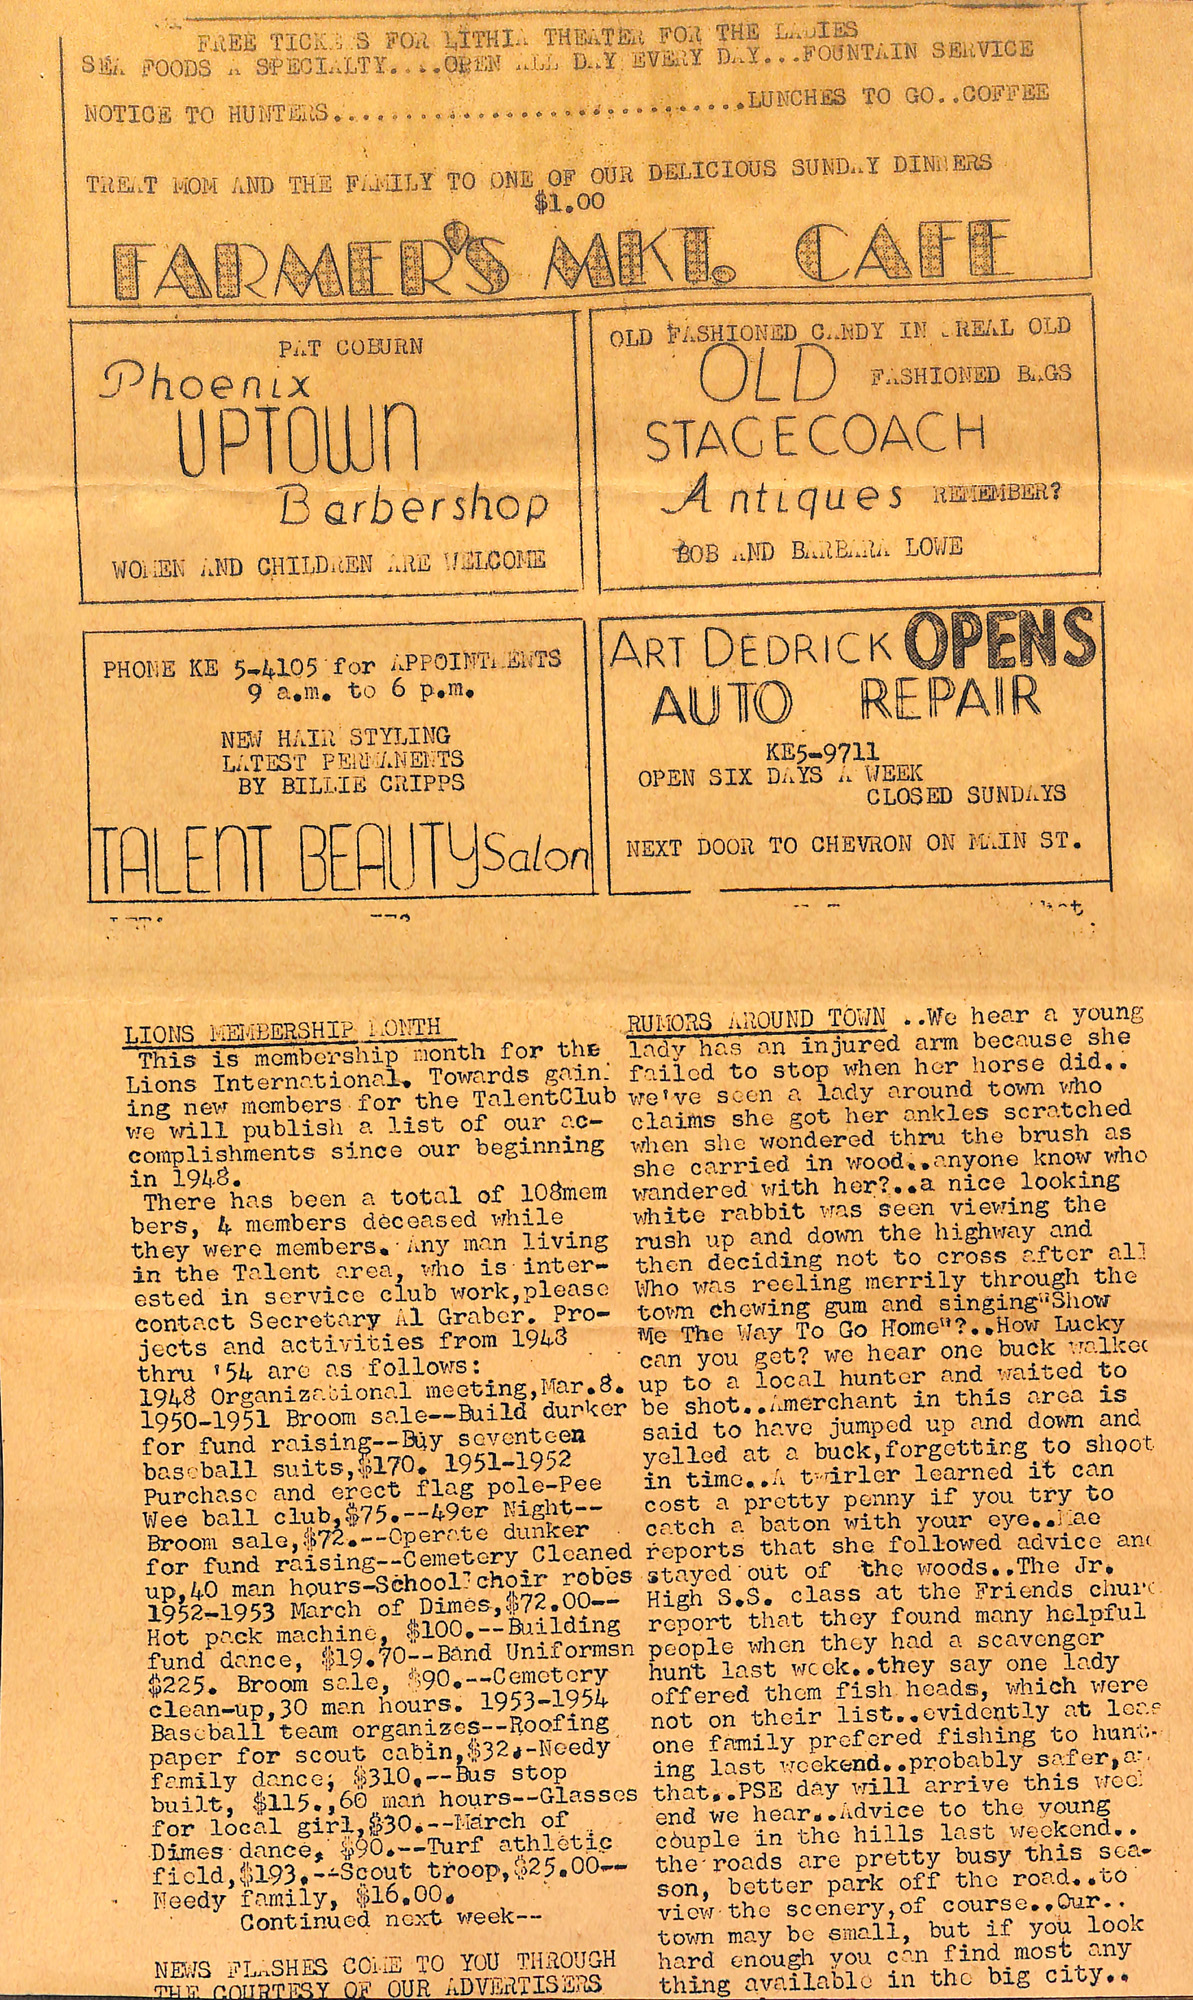 FREE TICKETS FOR LITHIA THEATER FOR THE LADIES
SEA FOODS A SPECIALTY....OPEN ALL DAY EVERY DAY...FOUNTAIN SERVICE
NOTICE TO HUNTERS.............................LUNCHES TO GO..COFFEE
TREAT MOM AND THE FAMILY TO ONE OF OUR DELICIOUS SUNDAY DINNERS
$1.00
FARMER'S MKT. CAFE
PAT COBURN
Phoenix
UPTOWN
Barbershop
WOMEN AND CHILDREN ARE WELCOME
OLD FASHIONED CANDY IN REAL OLD
OLD FASHIONED BAGS
STAGECOACH
Antiques REMEMBER?
BOB AND BARBARA LOWE
PHONE KE 5-4105 for APPOINTMENTS
9 a.m. to 6 p.m.
NEW HAIR STYLING
LATEST PERMANENTS
BY BILLIE CRIPPS
TALENT BEAUTY Salon
ART DEDRICK OPENS
AUTO REPAIR
KE5-9711
OPEN SIX DAYS A WEEK
CLOSED SUNDAYS
NEXT DOOR TO CHEVRON ON MAIN ST.
LIONS MEMBERSHIP MONTH
This is membership month for the
Lions International. Towards gain-
ing new members for the TalentClub
we will publish a list of our ac-
complishments since our beginning
in 1948.
There has been a total of 108mem
bers, 4 members deceased while
they were members. Any man living
in the Talent area, who is inter-
ested in service club work,please
contact Secretary Al Graber. Pro-
jects and activities from 1948
thru '54 are as follows:
1948 Organizational meeting,Mar.8.
1950-1951 Broom sale--Build dunker
for fund raising--Buy seventeen
baseball suits,$170. 1951-1952
Purchase and erect flag pole-Pee
Wee ball club,$75.--49er Night--
Broom sale,$72.--Operate dunker
for fund raising--Cemetery Cleaned
up,40 man hours-School choir robes
1952-1953 March of Dimes,$72.00--
Hot pack machine, $100.--Building
fund dance, $19.70--Band Uniformsn
$225. Broom sale, $90.--Cemetery
clean-up,30 man hours. 1953-1954
Baseball team organizes--Roofing
paper for scout cabin,$32.-Needy
family dance; $310.--Bus stop
built, $115.,60 man hours--Glasses
for local girl,$30.--March of
Dimes dance, $90.--Turf athletic
field,$193.--Scout troop,$25.00--
Needy family, $16.00.
Continued next week--
NEWS FLASHES COME TO YOU THROUGH
THE COURTESY OF OUR ADVERTISERS
RUMORS AROUND TOWN ..We hear a young
lady has an injured arm because she
failed to stop when her horse did..
we've seen a lady around town who
claims she got her ankles scratched
when she wondered thru the brush as
she carried in wood..anyone know who
wandered with her?..a nice looking
white rabbit was seen viewing the
rush up and down the highway and
then deciding not to cross after all
Who was reeling merrily through the
town chewing gum and singing"Show
Me The Way To Go Home"?..How Lucky
can you get? we hear one buck walked
up to a local hunter and waited to
be shot..Amerchant in this area is
said to have jumped up and down and
yelled at a buck,forgetting to shoot
in time..A twirler learned it can
cost a pretty penny if you try to
catch a baton with your eye..Mae
reports that she followed advice and
stayed out of the woods..The Jr.
High S.S. class at the Friends church
report that they found many helpful
people when they had a scavenger
hunt last week..they say one lady
offered them fish heads, which were
not on their list..evidently at leas
one family prefered fishing to hunt-
ing last weekend..probably safer,at
that..PSE day will arrive this week
end we hear..Advice to the young
couple in the hills last weekend..
the roads are pretty busy this sea-
son, better park off the road..to
view the scenery,of course..Our..
town may be small, but if you look
hard enough you can find most any
thing available in the big city..